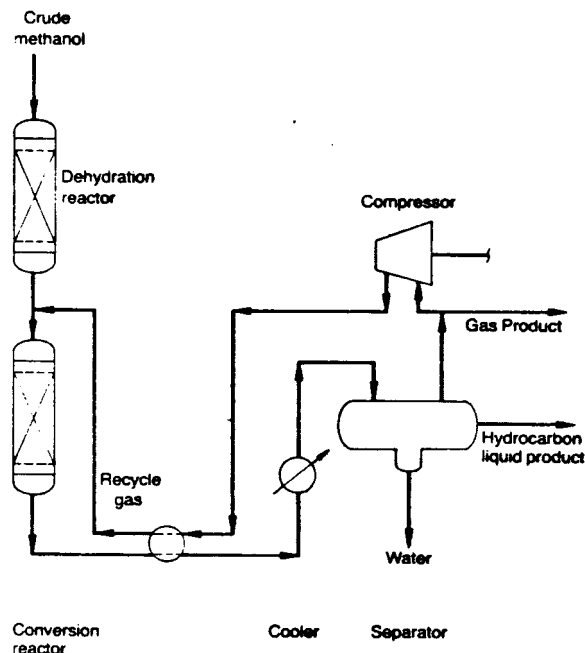 Crude
methanol
Dehydration
reactor
Compressor
Gas Product
Hydrocarbon
liquid product
Recycle
gas
Water
Conversion
reactor
Cooler
Separator